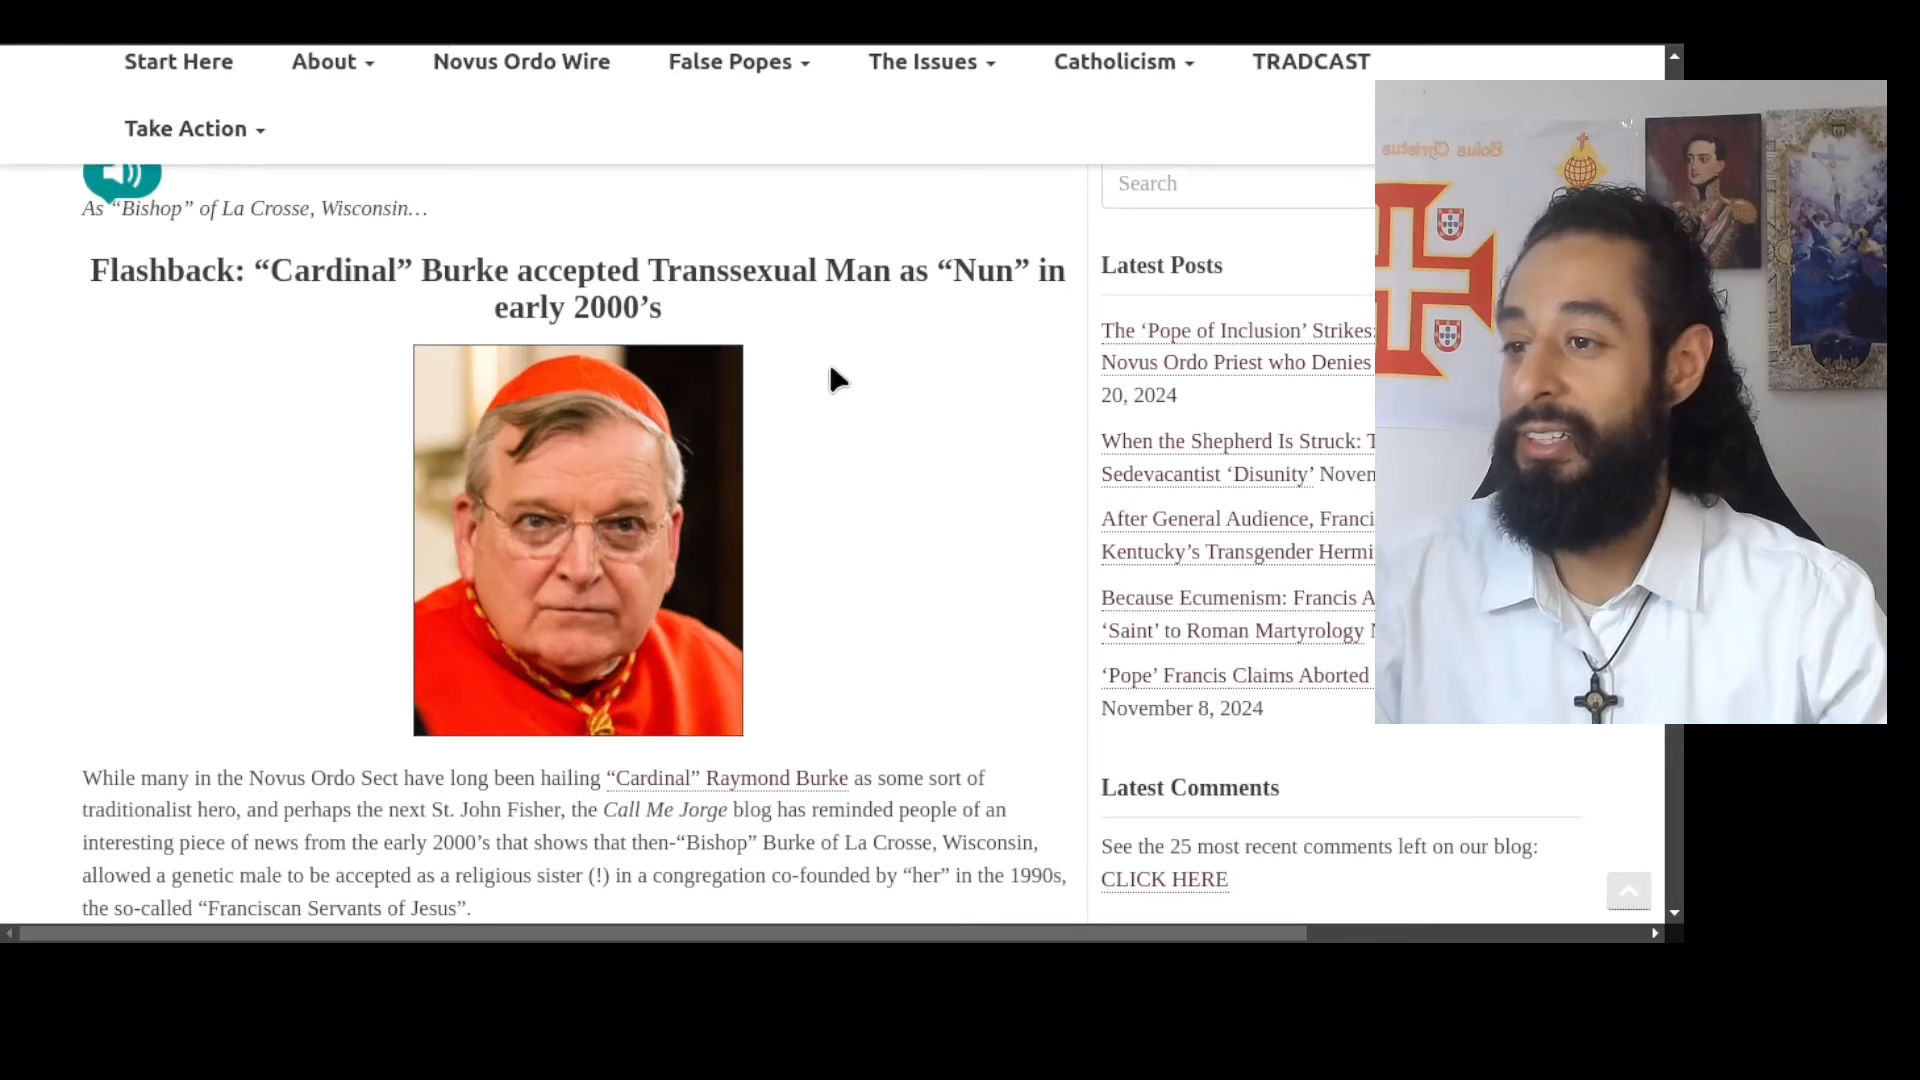 Start Here
About
Novus Ordo Wire
False Popes
The Issues
Catholicism
TRADCAST
Take Action
As “Bishop” of La Crosse, Wisconsin…
Flashback: “Cardinal” Burke accepted Transsexual Man as “Nun” in
early 2000’s
While many in the Novus Ordo Sect have long been hailing “Cardinal” Raymond Burke as some sort of
traditionalist hero, and perhaps the next St. John Fisher, the Call Me Jorge blog has reminded people of an
interesting piece of news from the early 2000’s that shows that then-“Bishop” Burke of La Crosse, Wisconsin,
allowed a genetic male to be accepted as a religious sister (!) in a congregation co-founded by “her” in the 1990s,
the so-called “Franciscan Servants of Jesus”.
Search
Latest Posts
The ‘Pope of Inclusion’ Strikes:
Novus Ordo Priest who Denies
20, 2024
When the Shepherd Is Struck:
Sedevacantist ‘Disunity’
After General Audience,
Kentucky’s Transgender
Because Ecumenism: Francis
‘Saint’ to Roman Martyrology
‘Pope’ Francis Claims Aborted
November 8, 2024
Latest Comments
See the 25 most recent comments left on our blog:
CLICK HERE